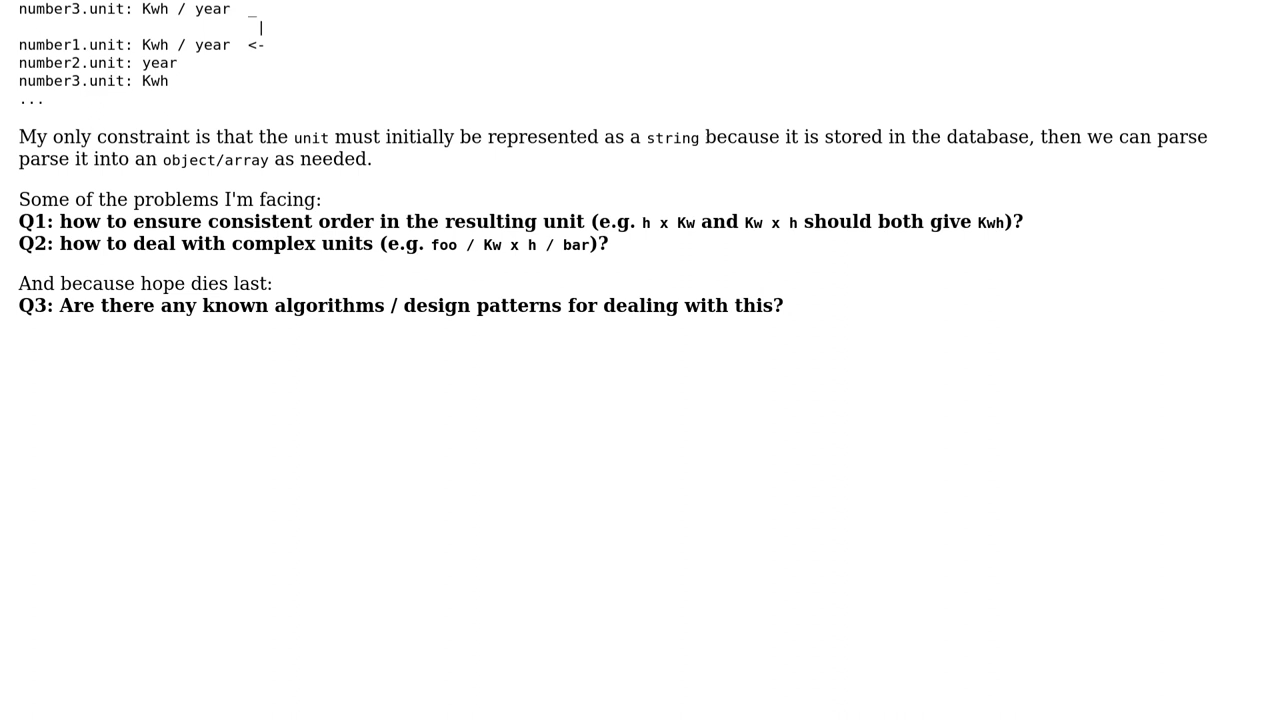 number3.unit: Kwh / year  _
                           |
number1.unit: Kwh / year  <-
number2.unit: year
number3.unit: Kwh
...
My only constraint is that the unit must initially be represented as a string because it is stored in the database, then we can parse
parse it into an object/array as needed.
Some of the problems I'm facing:
Q1: how to ensure consistent order in the resulting unit (e.g. h x Kw and Kw x h should both give Kwh)?
Q2: how to deal with complex units (e.g. foo / Kw x h / bar)?
And because hope dies last:
Q3: Are there any known algorithms / design patterns for dealing with this?